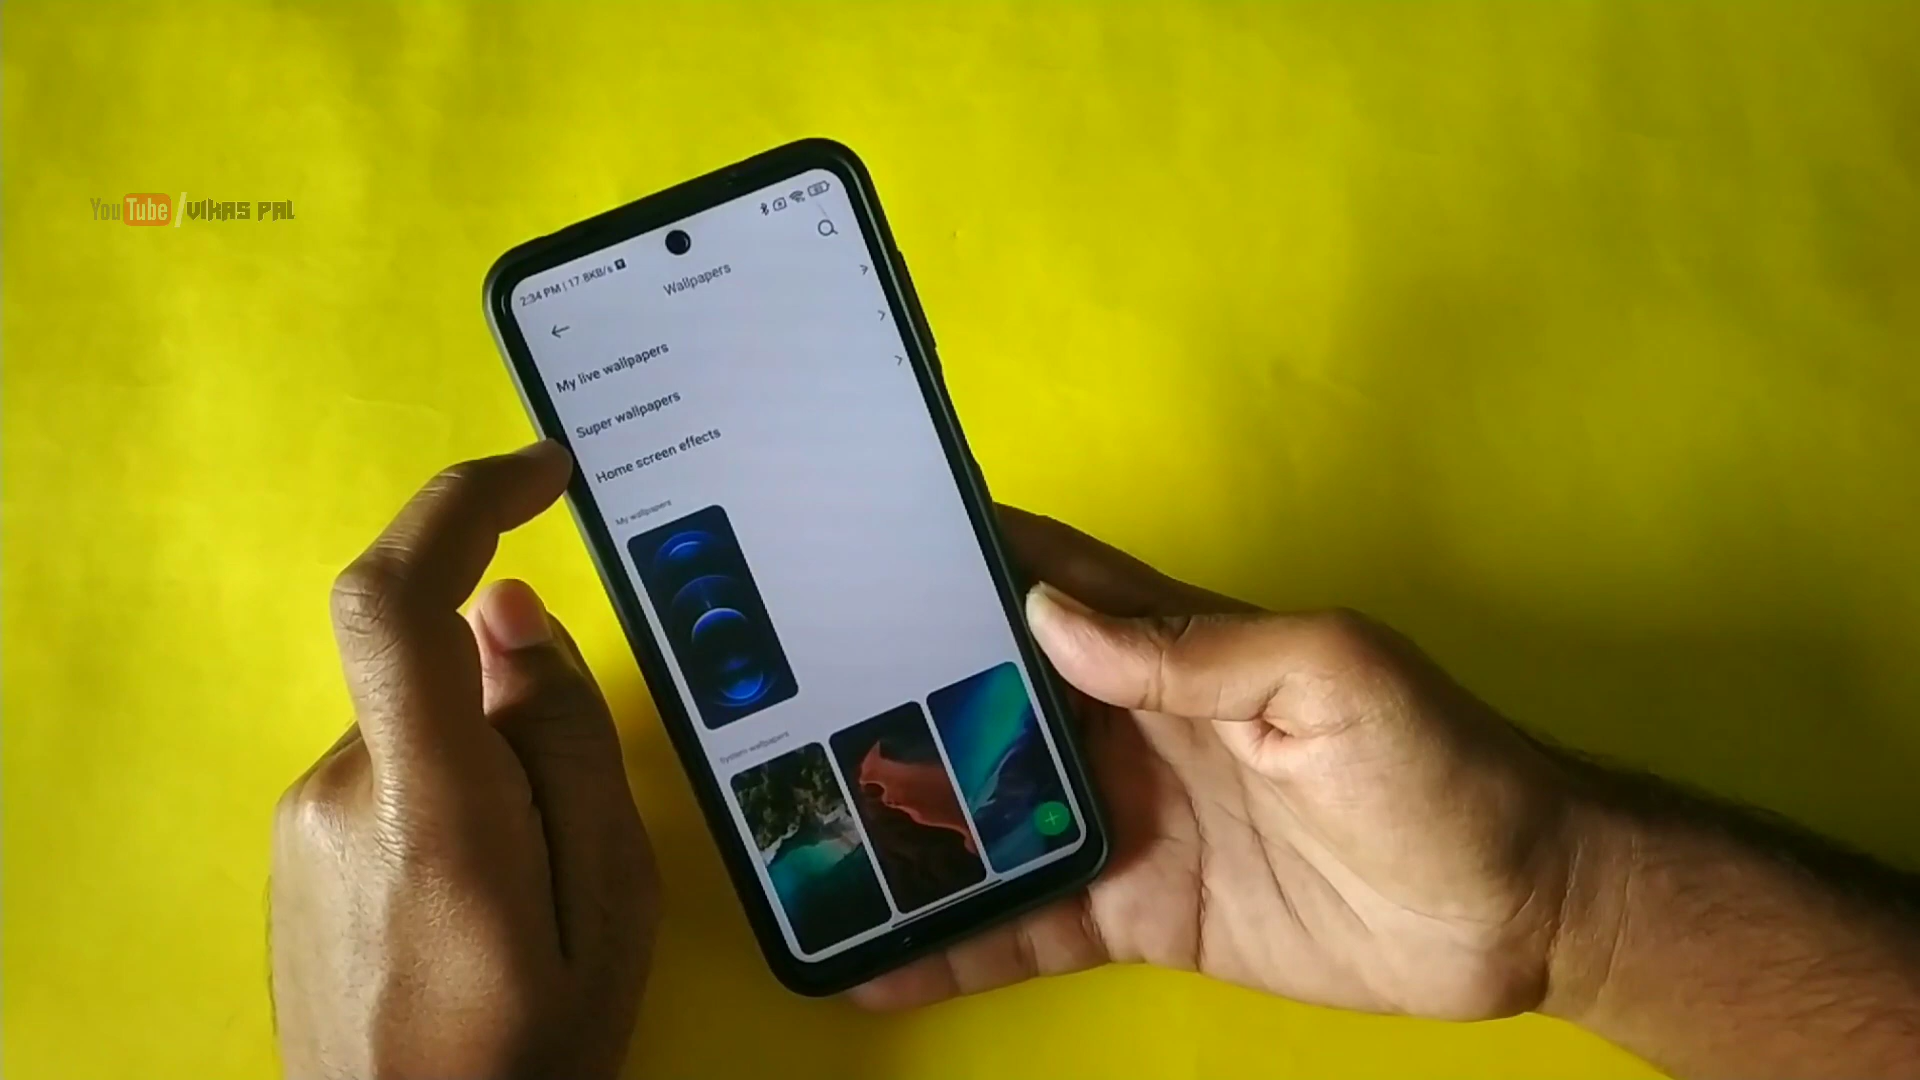 YouTube/VIKAS PAL
2:34 PM | 17.8KB/s
Wallpapers
My live wallpapers
Super wallpapers
Home screen effects
My wallpapers
System wallpapers